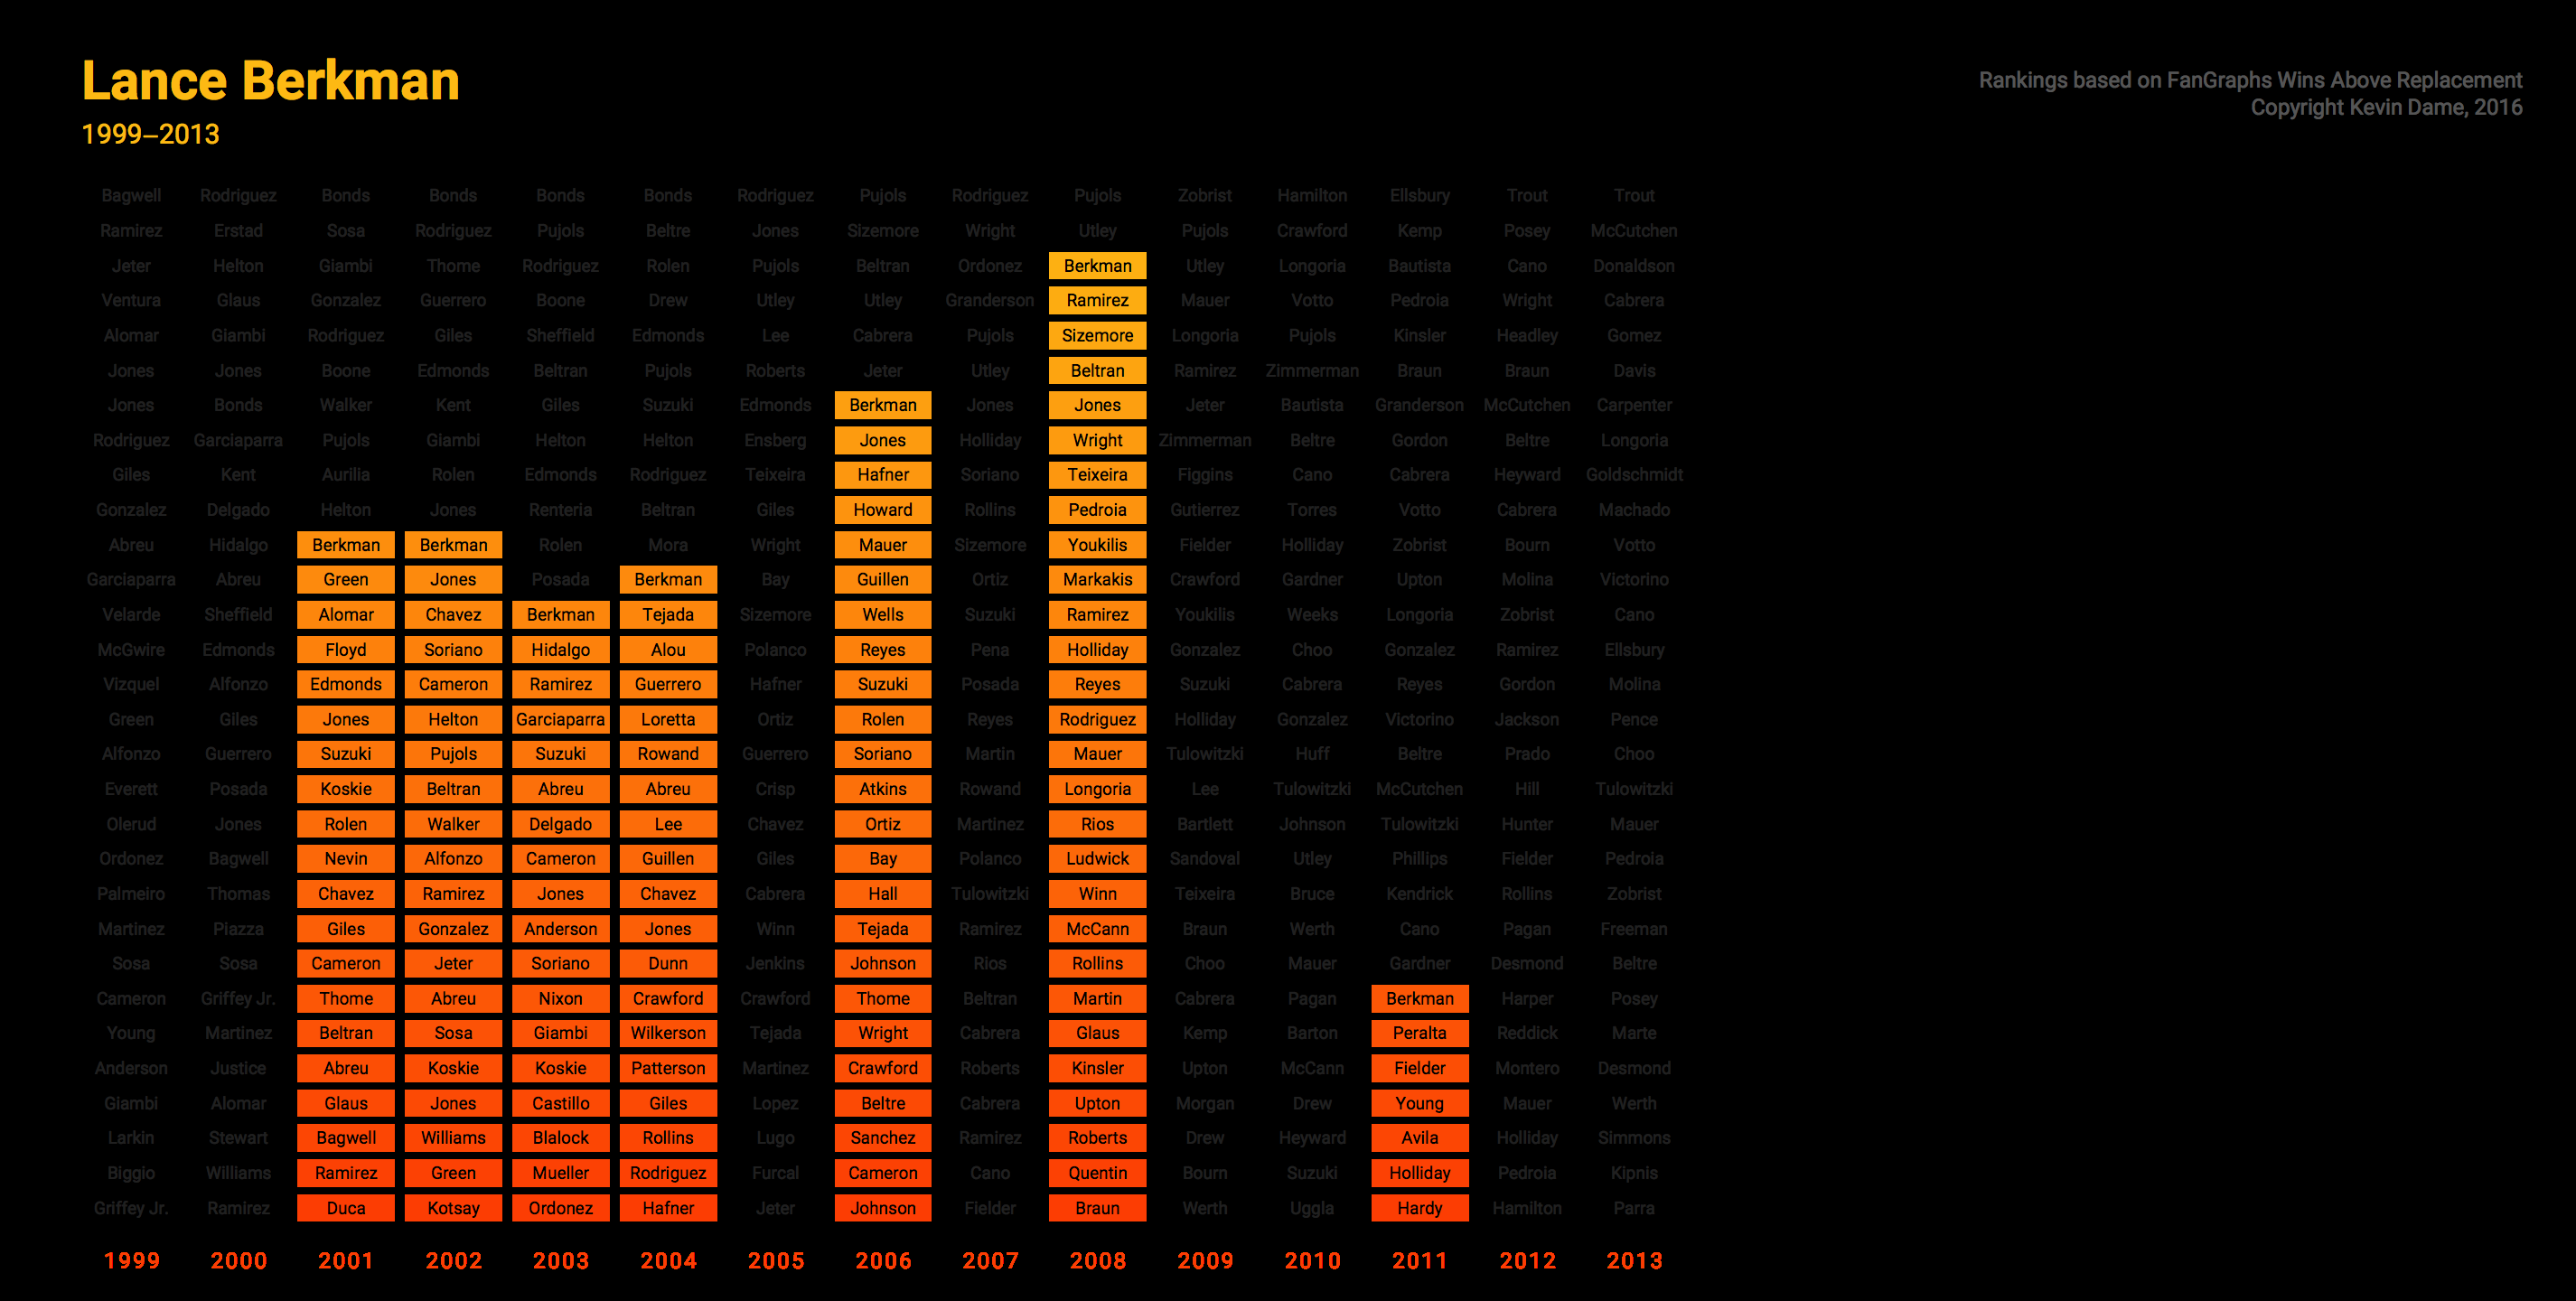 Lance Berkman
1999–2013
Rankings based on FanGraphs Wins Above Replacement
Copyright Kevin Dame, 2016
Bagwell Rodriguez Bonds Bonds Bonds Bonds Rodriguez Pujols Rodriguez Pujols Zobrist Hamilton Ellsbury Trout Trout
Ramirez Erstad Sosa Rodriguez Pujols Beltre Jones Sizemore Wright Utley Pujols Crawford Kemp Posey McCutchen
Jeter Helton Giambi Thome Rodriguez Rolen Pujols Beltran Ordonez Berkman Utley Longoria Bautista Cano Donaldson
Ventura Glaus Gonzalez Guerrero Boone Drew Utley Utley Granderson Ramirez Mauer Votto Pedroia Wright Cabrera
Alomar Giambi Rodriguez Giles Sheffield Edmonds Lee Cabrera Pujols Sizemore Longoria Pujols Kinsler Headley Gomez
Jones Jones Boone Edmonds Beltran Pujols Roberts Jeter Utley Beltran Ramirez Zimmerman Braun Braun Davis
Jones Bonds Walker Kent Giles Suzuki Edmonds Berkman Jones Jones Jeter Bautista Granderson McCutchen Carpenter
Rodriguez Garciaparra Pujols Giambi Helton Helton Ensberg Jones Holliday Wright Zimmerman Beltre Gordon Beltre Longoria
Giles Kent Aurilia Rolen Edmonds Rodriguez Teixeira Hafner Soriano Teixeira Figgins Cano Cabrera Heyward Goldschmidt
Gonzalez Delgado Helton Jones Renteria Beltran Giles Howard Rollins Pedroia Gutierrez Torres Votto Cabrera Machado
Abreu Hidalgo Berkman Berkman Rolen Mora Wright Mauer Sizemore Youkilis Fielder Holliday Zobrist Bourn Votto
Garciaparra Abreu Green Jones Posada Berkman Bay Guillen Ortiz Markakis Crawford Gardner Upton Molina Victorino
Velarde Sheffield Alomar Chavez Berkman Tejada Sizemore Wells Suzuki Ramirez Youkilis Weeks Longoria Zobrist Cano
McGwire Edmonds Floyd Soriano Hidalgo Alou Polanco Reyes Pena Holliday Gonzalez Choo Gonzalez Ramirez Ellsbury
Vizquel Alfonzo Edmonds Cameron Ramirez Guerrero Hafner Suzuki Posada Reyes Suzuki Cabrera Reyes Gordon Molina
Green Giles Jones Helton Garciaparra Loretta Ortiz Rolen Reyes Rodriguez Holliday Gonzalez Victorino Jackson Pence
Alfonzo Guerrero Suzuki Pujols Suzuki Rowand Guerrero Soriano Martin Mauer Tulowitzki Huff Beltre Prado Choo
Everett Posada Koskie Beltran Abreu Abreu Crisp Atkins Rowand Longoria Lee Tulowitzki McCutchen Hill Tulowitzki
Olerud Jones Rolen Walker Delgado Lee Chavez Ortiz Martinez Rios Bartlett Johnson Tulowitzki Hunter Mauer
Ordonez Bagwell Nevin Alfonzo Cameron Guillen Giles Bay Polanco Ludwick Sandoval Utley Phillips Fielder Pedroia
Palmeiro Thomas Chavez Ramirez Jones Chavez Cabrera Hall Tulowitzki Winn Teixeira Bruce Kendrick Rollins Zobrist
Martinez Piazza Giles Gonzalez Anderson Jones Winn Tejada Ramirez McCann Braun Werth Cano Pagan Freeman
Sosa Sosa Cameron Jeter Soriano Dunn Jenkins Johnson Rios Rollins Choo Mauer Gardner Desmond Beltre
Cameron Griffey Jr. Thome Abreu Nixon Crawford Crawford Thome Beltran Martin Cabrera Pagan Berkman Harper Posey
Young Martinez Beltran Sosa Giambi Wilkerson Tejada Wright Cabrera Glaus Kemp Barton Peralta Reddick Marte
Anderson Justice Abreu Koskie Koskie Patterson Martinez Crawford Roberts Kinsler Upton McCann Fielder Montero Desmond
Giambi Alomar Glaus Jones Castillo Giles Lopez Beltre Cabrera Upton Morgan Drew Young Mauer Werth
Larkin Stewart Bagwell Williams Blalock Rollins Lugo Sanchez Ramirez Roberts Drew Heyward Avila Holliday Simmons
Biggio Williams Ramirez Green Mueller Rodriguez Furcal Cameron Cano Quentin Bourn Suzuki Holliday Pedroia Kipnis
Griffey Jr. Ramirez Duca Kotsay Ordonez Hafner Jeter Johnson Fielder Braun Werth Uggla Hardy Hamilton Parra
1999 2000 2001 2002 2003 2004 2005 2006 2007 2008 2009 2010 2011 2012 2013